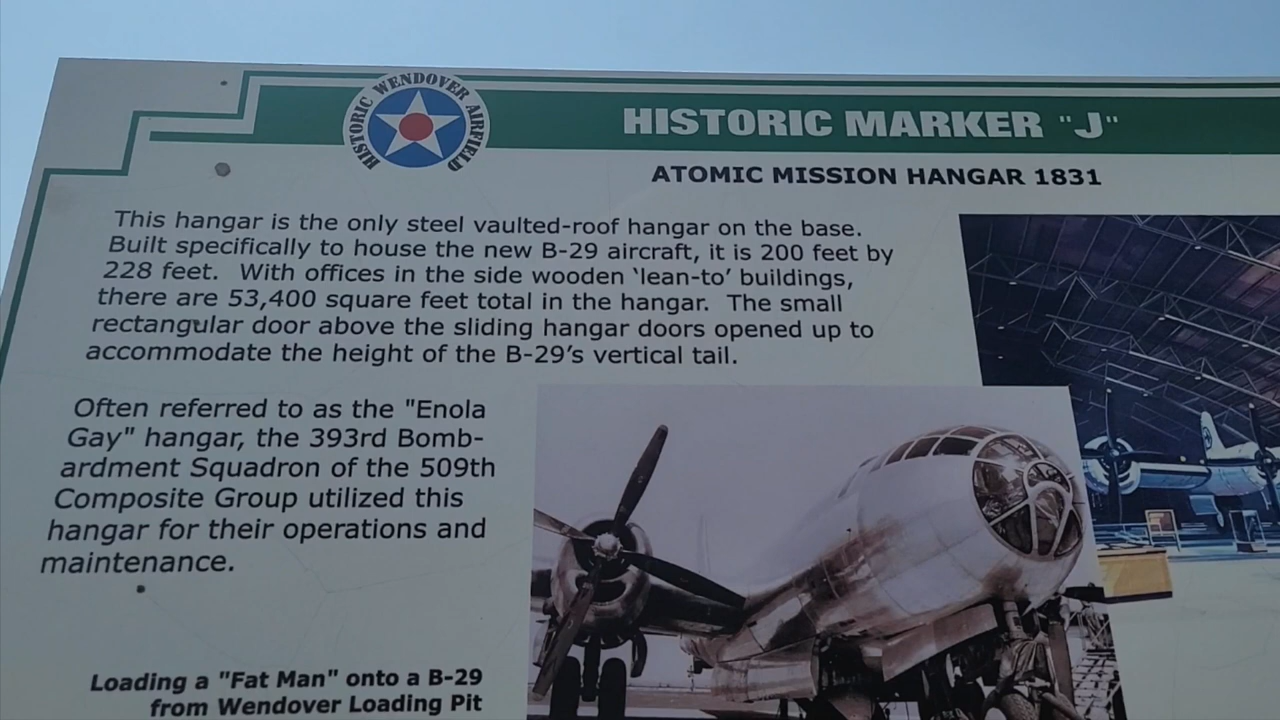 HISTORIC WENDOVER AIRFIELD
HISTORIC MARKER "J"
ATOMIC MISSION HANGAR 1831
This hangar is the only steel vaulted-roof hangar on the base.
Built specifically to house the new B-29 aircraft, it is 200 feet by
228 feet. With offices in the side wooden ‘lean-to’ buildings,
there are 53,400 square feet total in the hangar. The small
rectangular door above the sliding hangar doors opened up to
accommodate the height of the B-29’s vertical tail.
Often referred to as the "Enola
Gay" hangar, the 393rd Bomb-
ardment Squadron of the 509th
Composite Group utilized this
hangar for their operations and
maintenance.
Loading a "Fat Man" onto a B-29
from Wendover Loading Pit